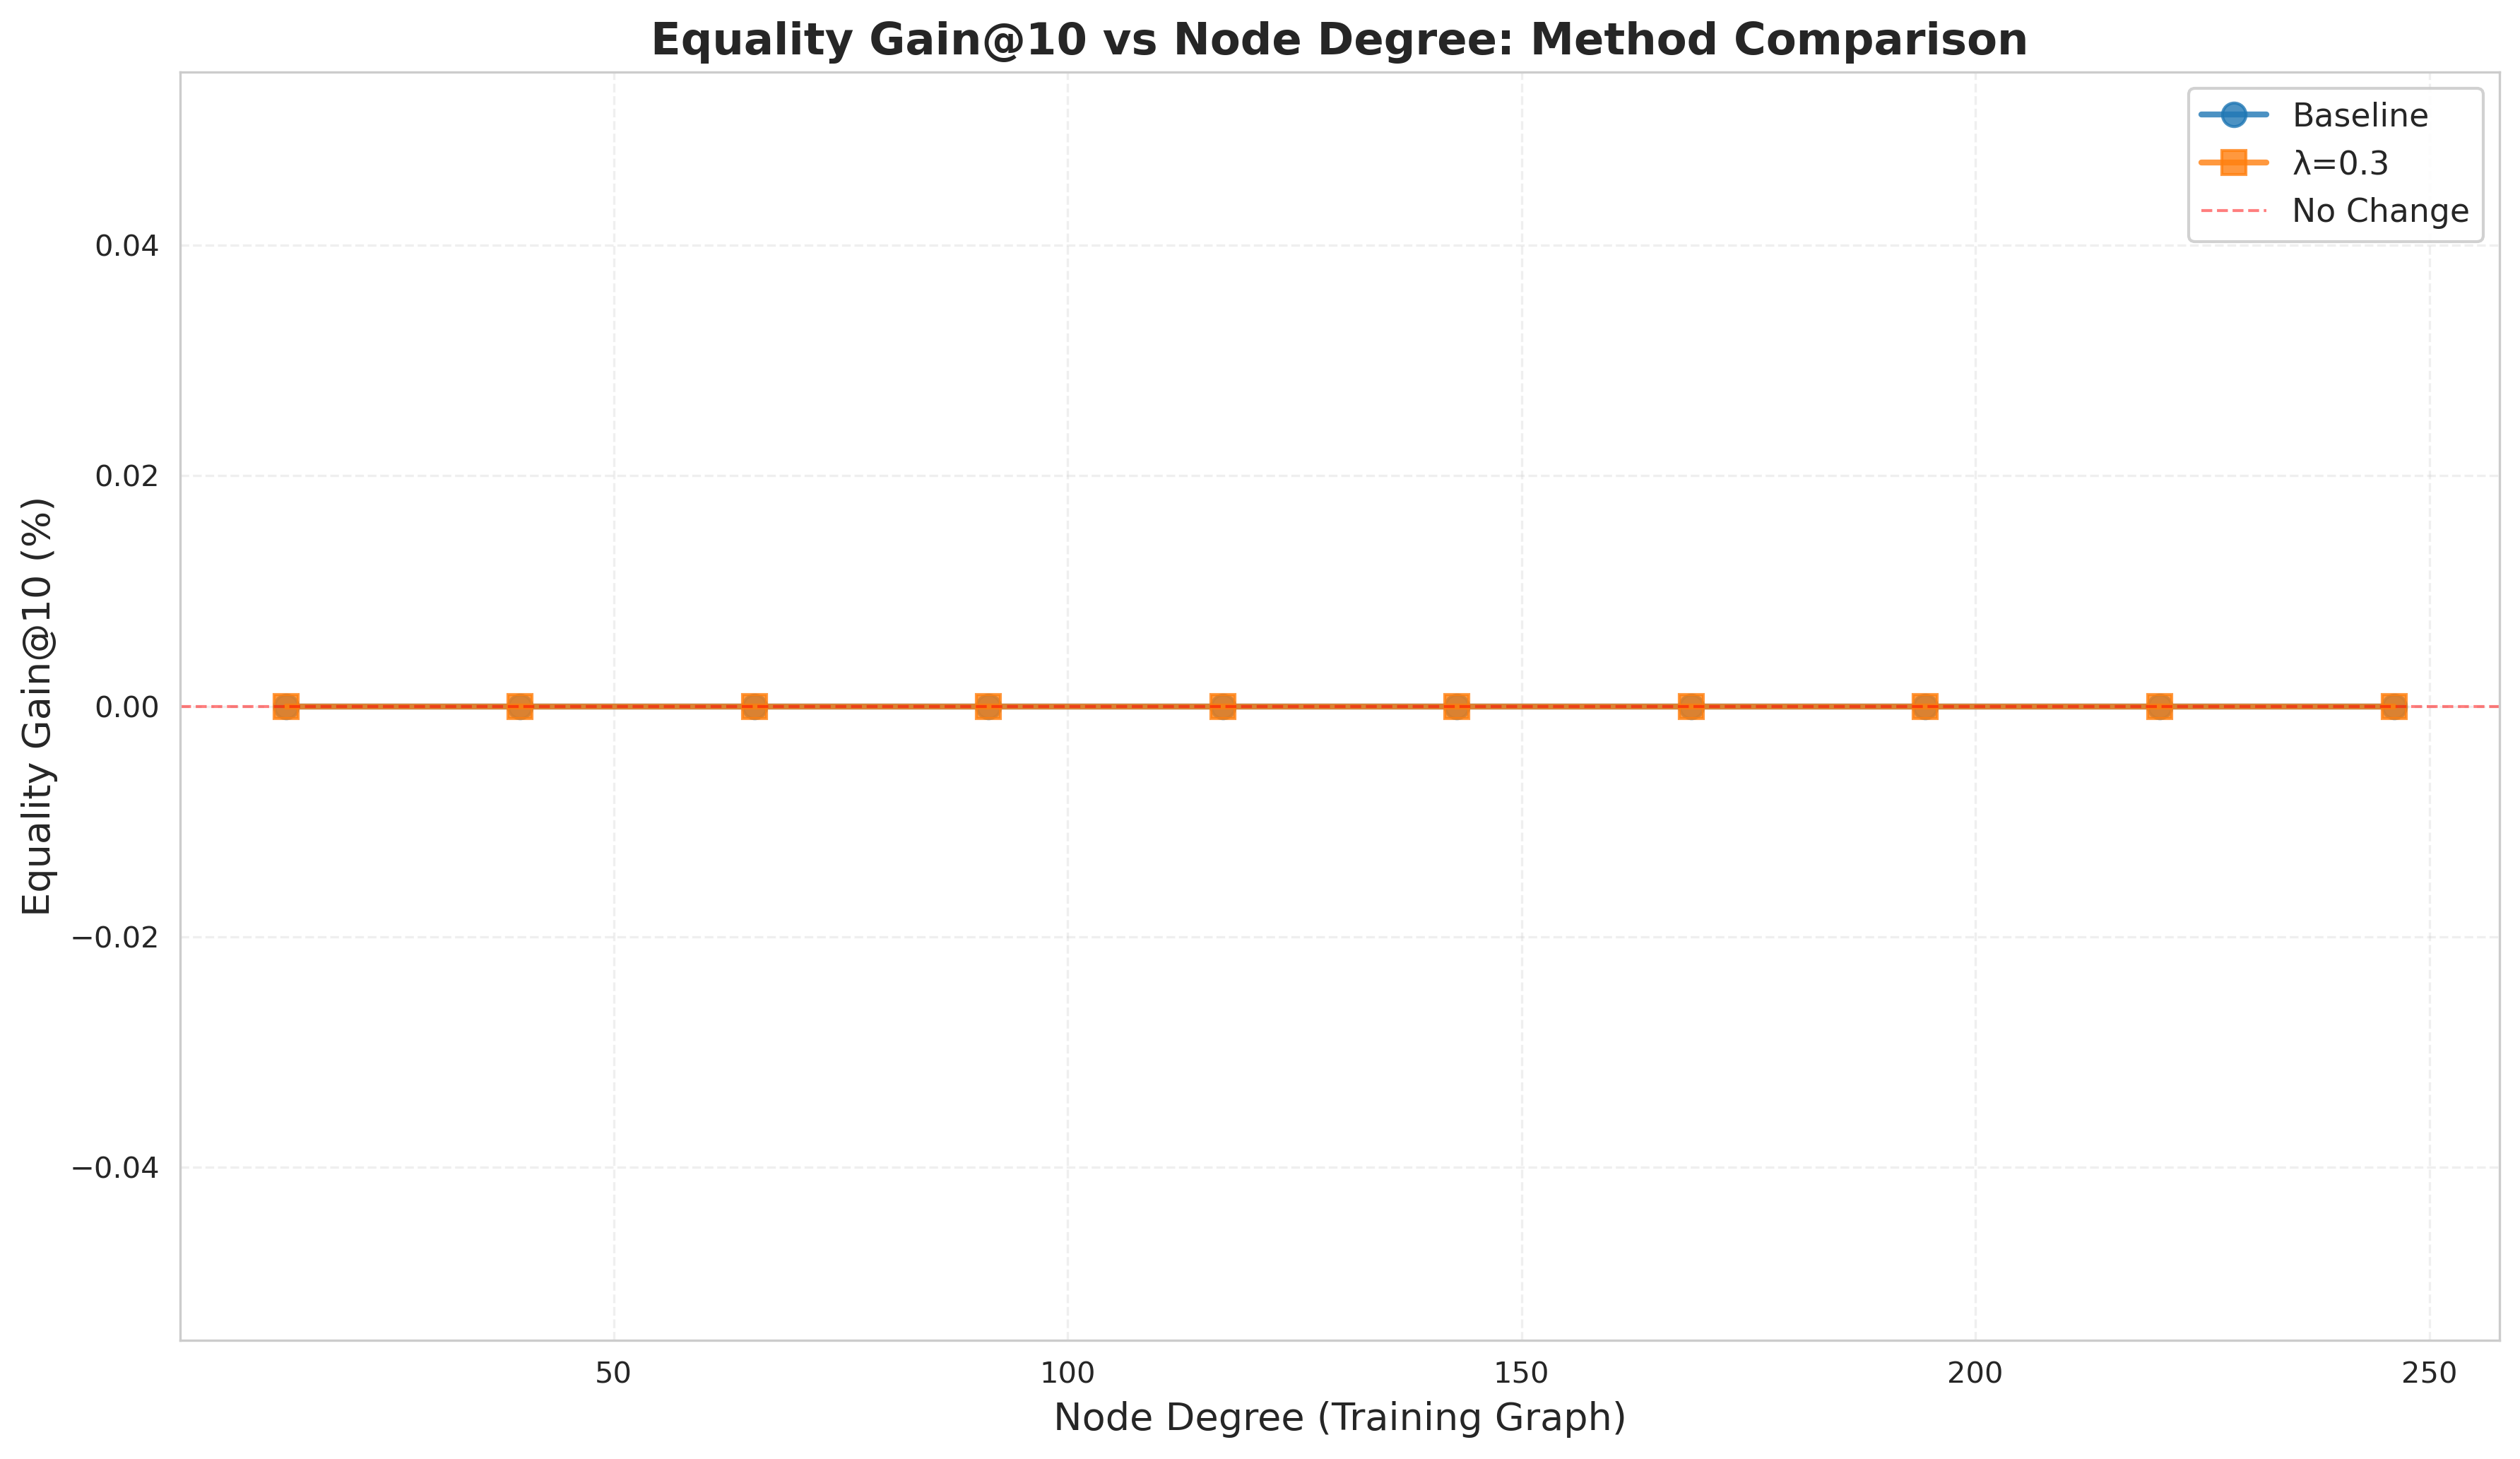 Equality Gain@10 vs Node Degree: Method Comparison
Baseline
λ=0.3
No Change
Equality Gain@10 (%)
0.04
0.02
0.00
−0.02
−0.04
50 100 150 200 250
Node Degree (Training Graph)